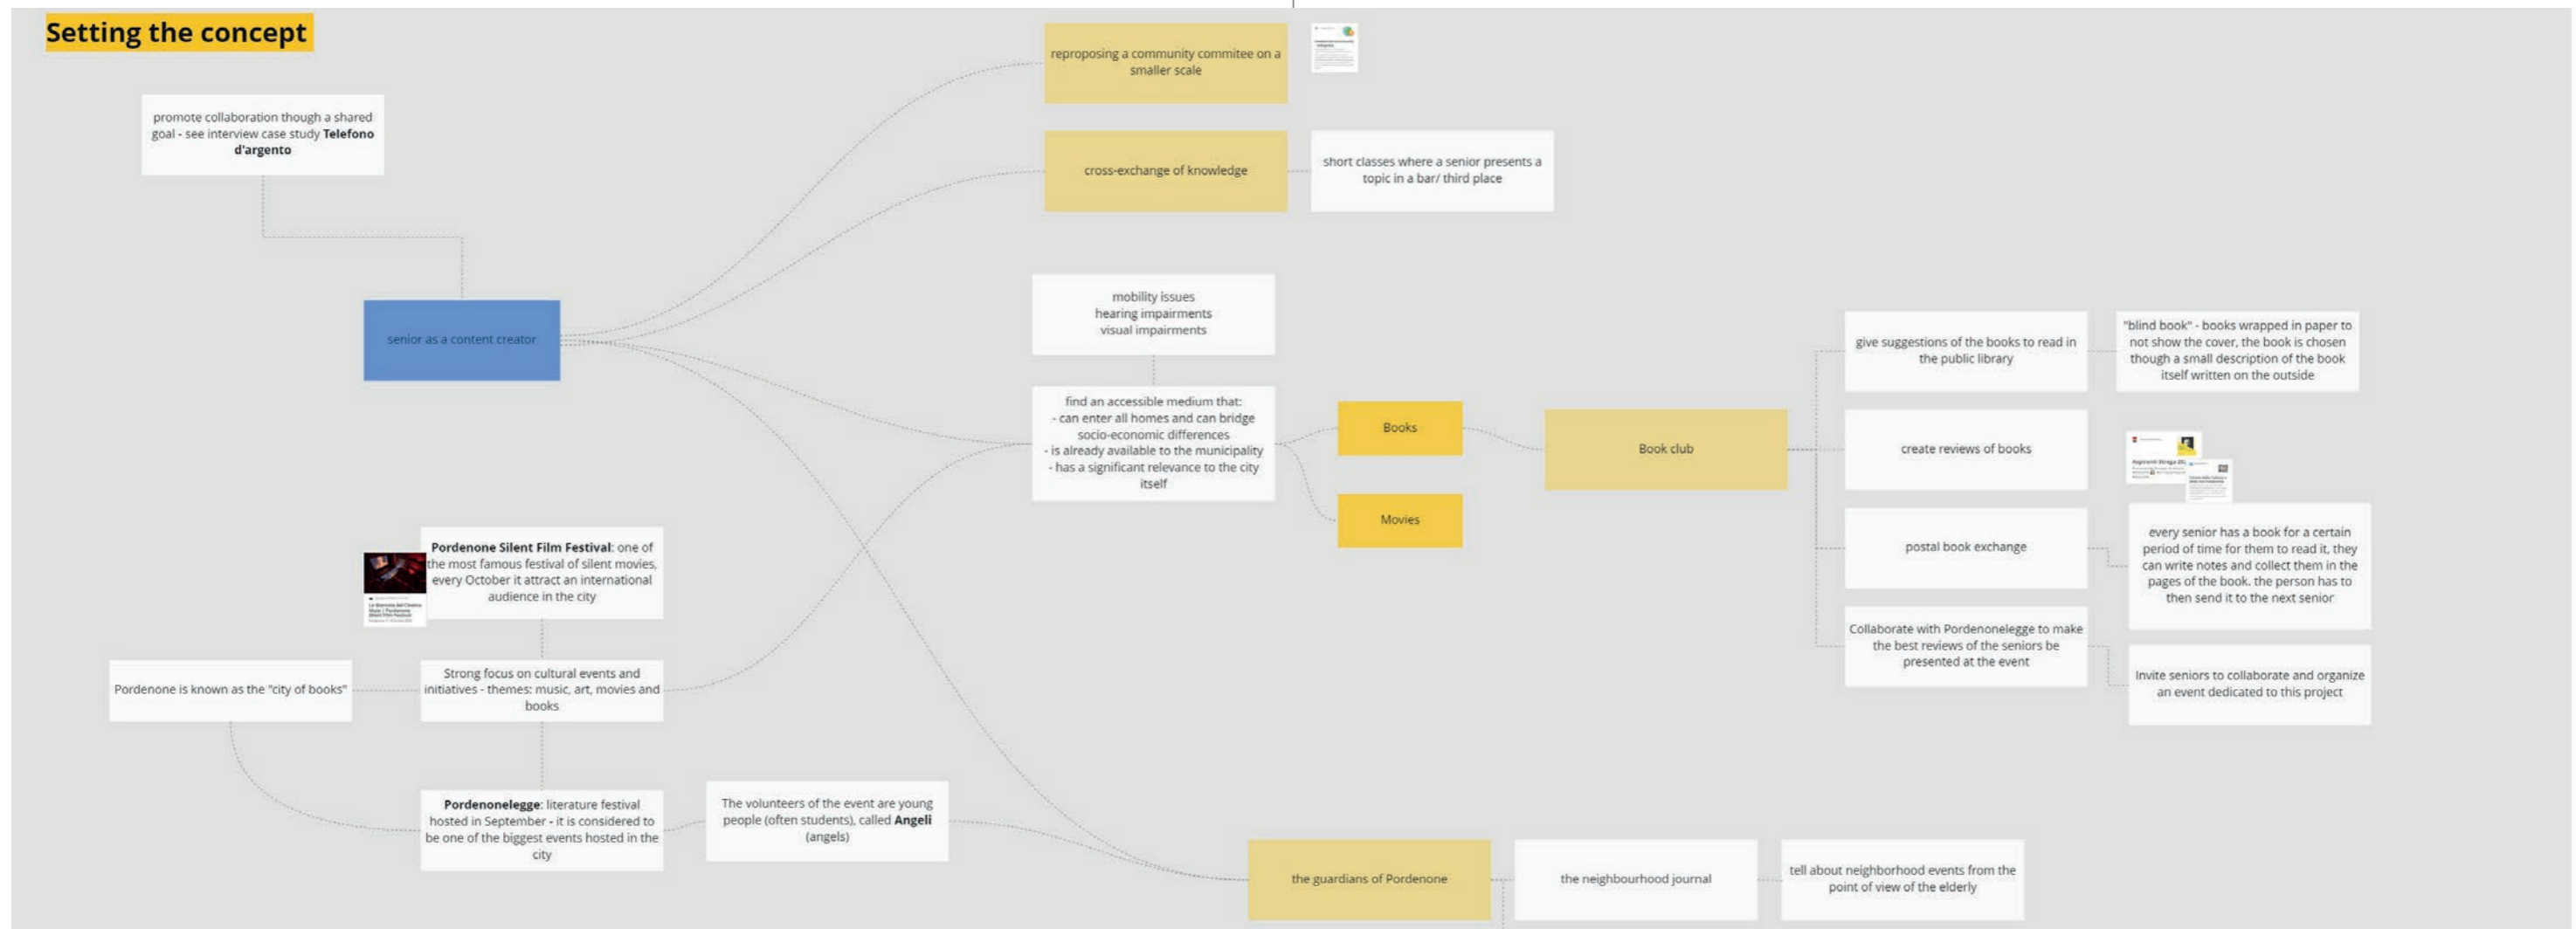 Setting the concept
promote collaboration though a shared
goal - see interview case study Telefono
d'argento
senior as a content creator
reproposing a community commitee on a
smaller scale
cross-exchange of knowledge
short classes where a senior presents a
topic in a bar/ third place
mobility issues
hearing impairments
visual impairments
find an accessible medium that:
- can enter all homes and can bridge
socio-economic differences
- is already available to the municipality
- has a significant relevance to the city
itself
Books
Movies
Book club
give suggestions of the books to read in
the public library
"blind book" - books wrapped in paper to
not show the cover, the book is chosen
though a small description of the book
itself written on the outside
create reviews of books
postal book exchange
every senior has a book for a certain
period of time for them to read it, they
can write notes and collect them in the
pages of the book. the person has to
then send it to the next senior
Collaborate with Pordenonelegge to make
the best reviews of the seniors be
presented at the event
Invite seniors to collaborate and organize
an event dedicated to this project
Pordenone Silent Film Festival: one of
the most famous festival of silent movies,
every October it attract an international
audience in the city
Le Giornate del Cinema
Muto | Pordenone
Silent Film Festival
Pordenone is known as the "city of books"
Strong focus on cultural events and
initiatives - themes: music, art, movies and
books
Pordenonelegge: literature festival
hosted in September - it is considered to
be one of the biggest events hosted in the
city
The volunteers of the event are young
people (often students), called Angeli
(angels)
the guardians of Pordenone
the neighbourhood journal
tell about neighborhood events from the
point of view of the elderly